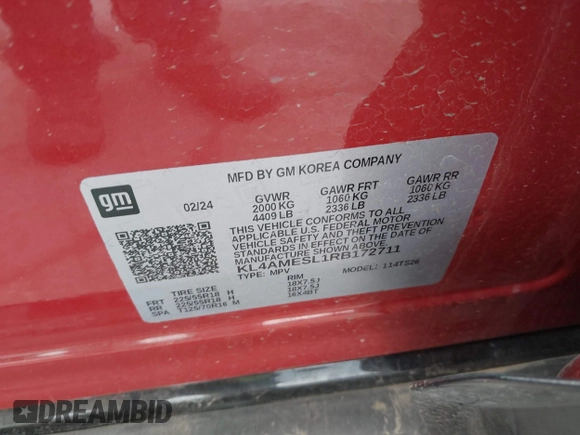 MFD BY GM KOREA COMPANY
gm
02/24
GVWR GAWR FRT GAWR RR
2000 KG 1060 KG 1060 KG
4409 LB 2336 LB 2336 LB
THIS VEHICLE CONFORMS TO ALL
APPLICABLE U.S. FEDERAL MOTOR
VEHICLE SAFETY AND THEFT PREVENTION
STANDARDS IN EFFECT ON THE DATE OF
MANUFACTURE SHOWN ABOVE.
KL4AMESL1RB172711
TYPE: MPV MODEL: 114TS26
TIRE SIZE RIM
FRT 225/55R18 H 18X7.5J
RR 225/55R18 H 18X7.5J
SPA T125/70R16 M 16X4BT
DREAMBID